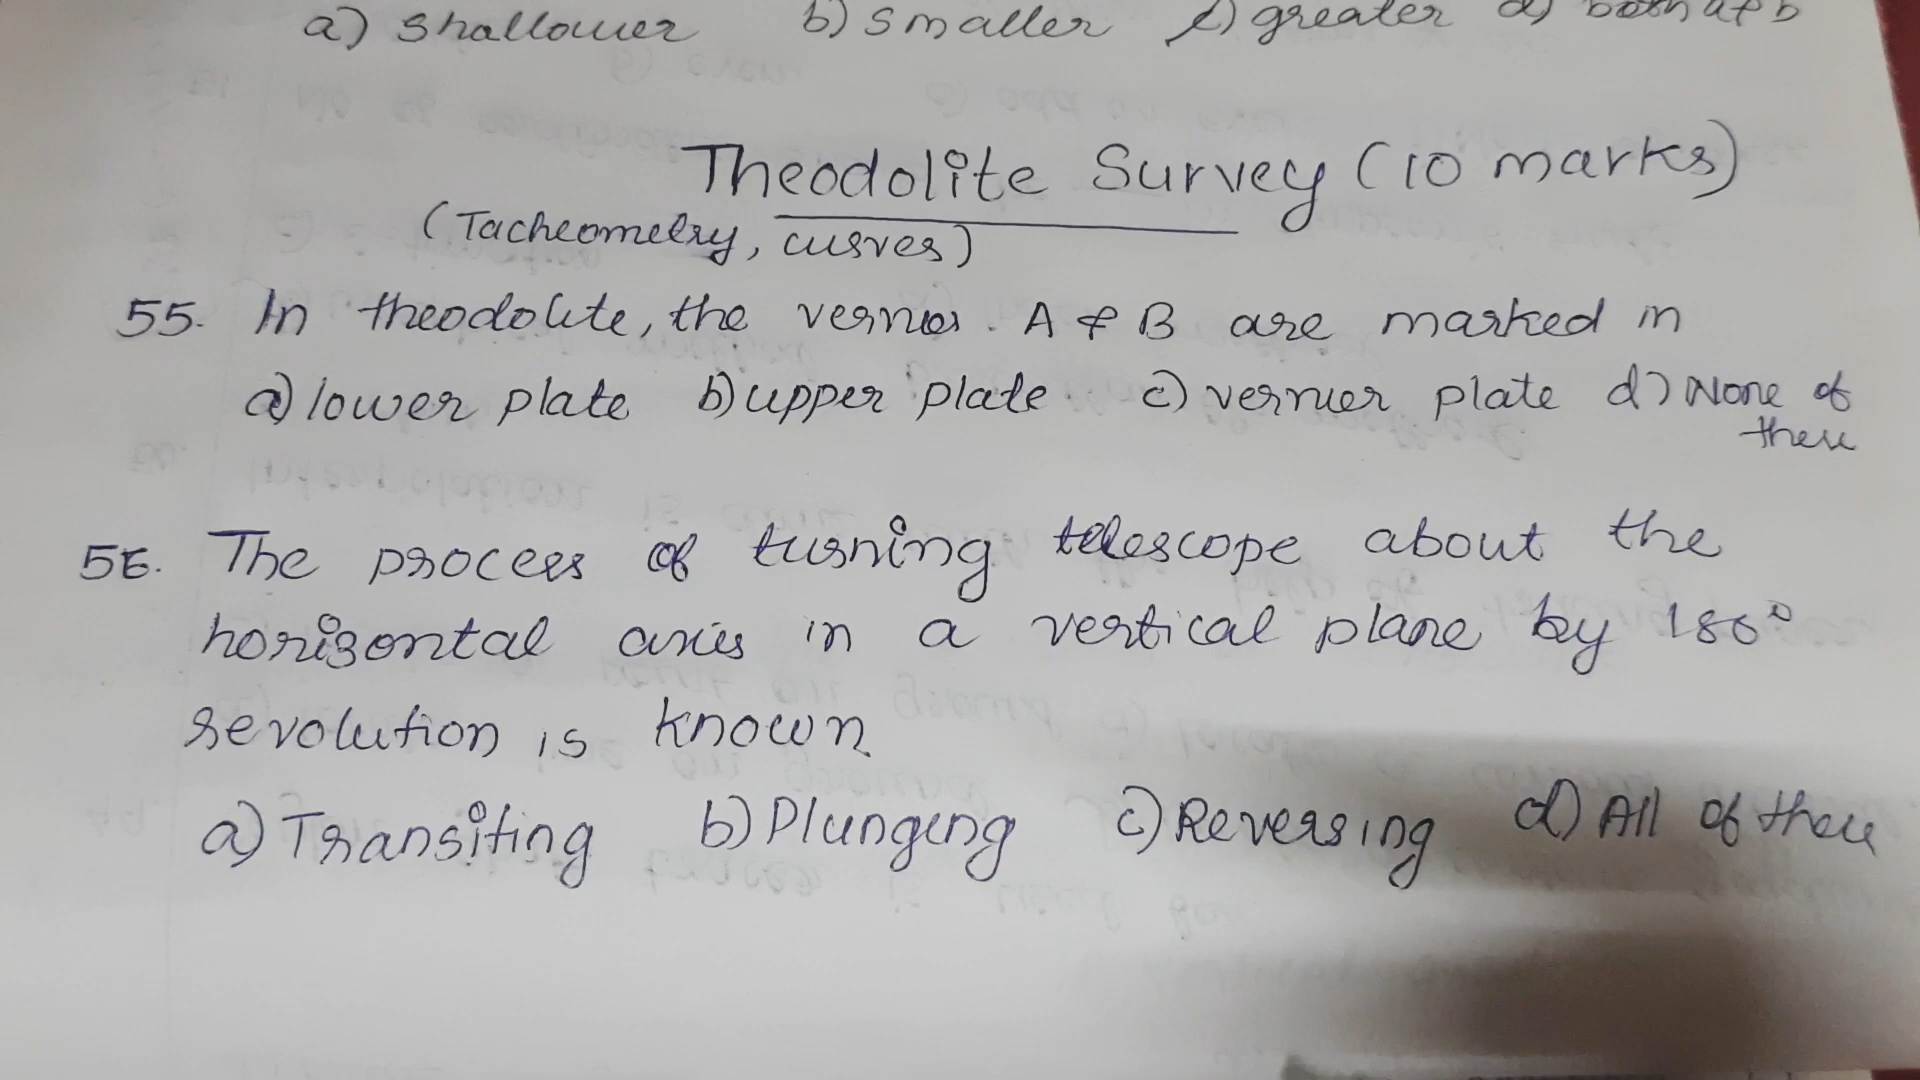 a) shallower b) smaller c) greater d) both a & b
Theodolite Survey (10 marks)
(Tacheometry, curves)
55. In theodolite, the vernier. A & B are marked in
a) lower plate b) upper plate. c) vernier plate d) None of
these
56. The process of turning telescope about the
horizontal axis in a vertical plane by 180°
revolution is known
a) Transiting b) Plunging c) Reversing d) All of these